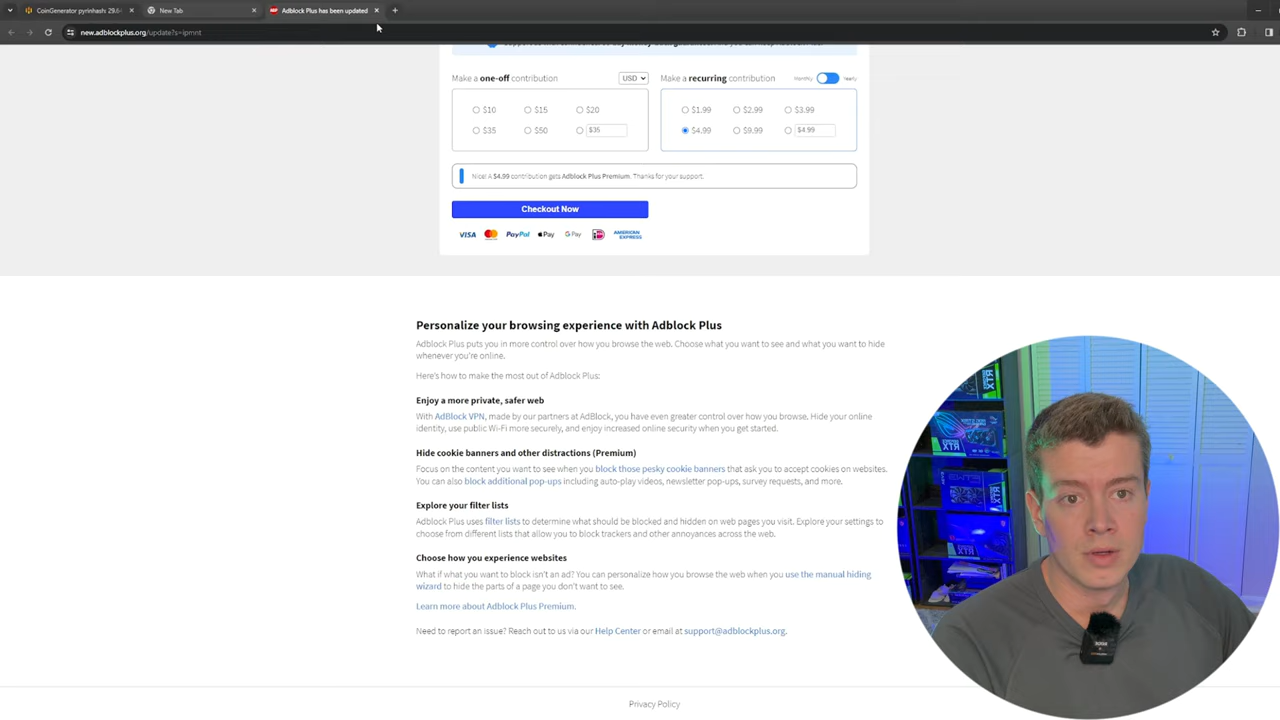 CoinGenerator pyrinhash: 29.6
New Tab
Adblock Plus has been updated
new.adblockplus.org/update?s=ipmnt
Make a one-off contribution
USD
Make a recurring contribution
Monthly
Yearly
$10
$15
$20
$35
$50
$35
$1.99
$2.99
$3.99
$4.99
$9.99
$4.99
Nice! A $4.99 contribution gets Adblock Plus Premium. Thanks for your support.
Checkout Now
VISA
PayPal
Pay
G Pay
AMERICAN
EXPRESS
Personalize your browsing experience with Adblock Plus
Adblock Plus puts you in more control over how you browse the web. Choose what you want to see and what you want to hide
whenever you're online.
Here's how to make the most out of Adblock Plus:
Enjoy a more private, safer web
With AdBlock VPN, made by our partners at AdBlock, you have even greater control over how you browse. Hide your online
identity, use public Wi-Fi more securely, and enjoy increased online security when you get started.
Hide cookie banners and other distractions (Premium)
Focus on the content you want to see when you block those pesky cookie banners that ask you to accept cookies on websites.
You can also block additional pop-ups including auto-play videos, newsletter pop-ups, survey requests, and more.
Explore your filter lists
Adblock Plus uses filter lists to determine what should be blocked and hidden on web pages you visit. Explore your settings to
choose from different lists that allow you to block trackers and other annoyances across the web.
Choose how you experience websites
What if what you want to block isn't an ad? You can personalize how you browse the web when you use the manual hiding
wizard to hide the parts of a page you don't want to see.
Learn more about Adblock Plus Premium.
Need to report an issue? Reach out to us via our Help Center or email at support@adblockplus.org.
Privacy Policy
RTX
RTX
RTX